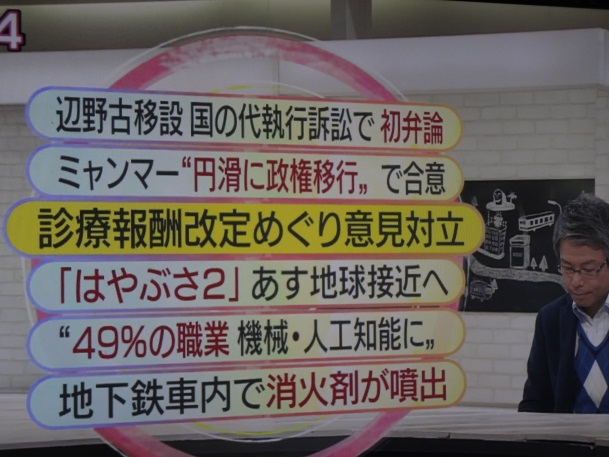 4
辺野古移設 国の代執行訴訟で 初弁論
ミャンマー“円滑に政権移行„ で合意
診療報酬改定めぐり意見対立
「はやぶさ2」あす地球接近へ
“49%の職業 機械・人工知能に„
地下鉄車内で消火剤が噴出